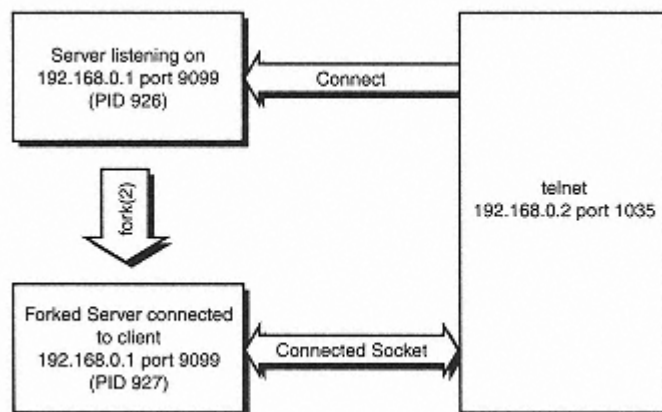 Server listening on
192.168.0.1 port 9099
(PID 926)
Connect
telnet
192.168.0.2 port 1035
fork(2)
Forked Server connected
to client
192.168.0.1 port 9099
(PID 927)
Connected Socket